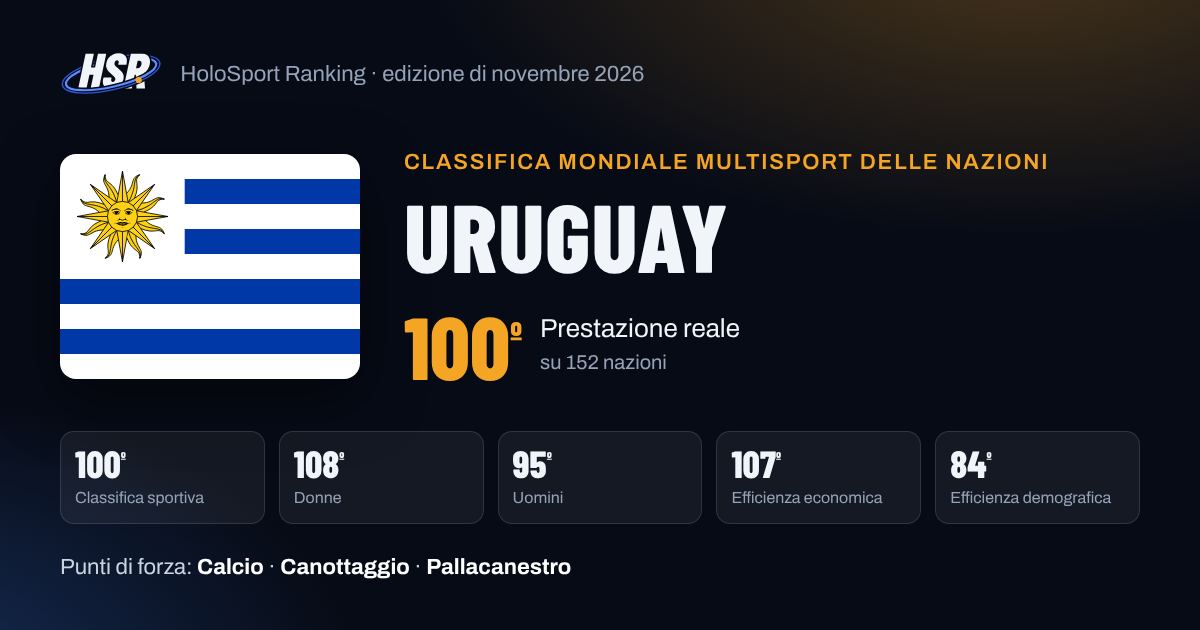 HSR
HoloSport Ranking · edizione di novembre 2026
CLASSIFICA MONDIALE MULTISPORT DELLE NAZIONI
URUGUAY
100º
Prestazione reale
su 152 nazioni
100º
Classifica sportiva
108º
Donne
95º
Uomini
107º
Efficienza economica
84º
Efficienza demografica
Punti di forza: Calcio · Canottaggio · Pallacanestro